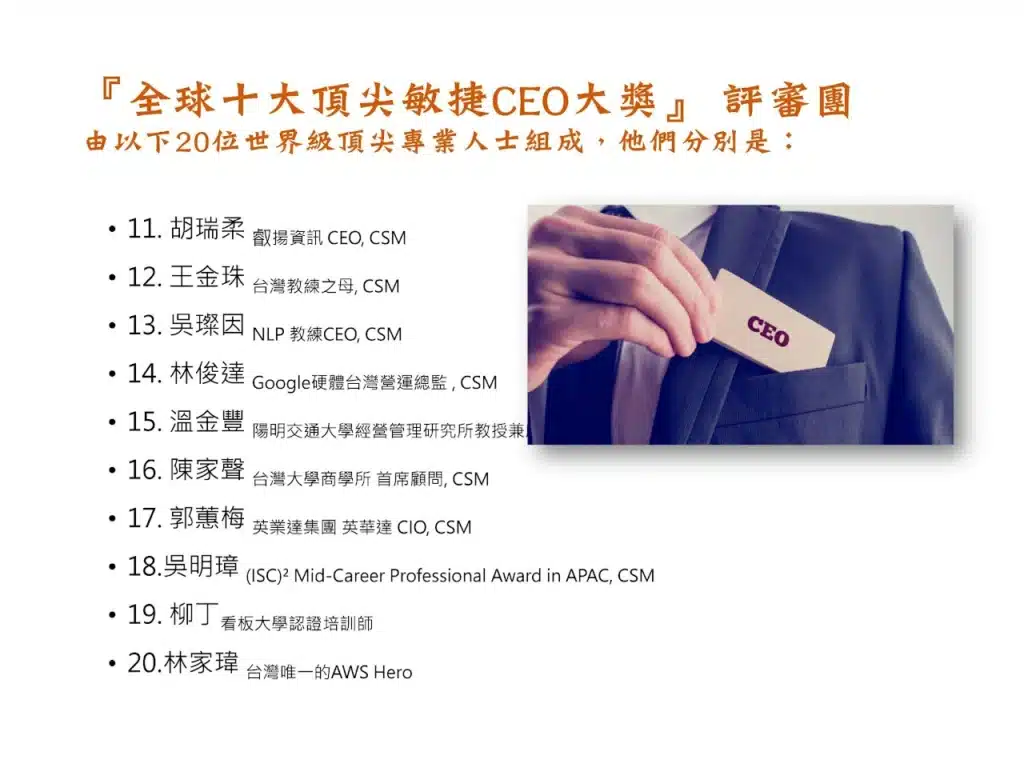 『全球十大頂尖敏捷CEO大獎』 評審團
由以下20位世界級頂尖專業人士組成，他們分別是：
• 11. 胡瑞柔 叡揚資訊 CEO, CSM
• 12. 王金珠 台灣教練之母, CSM
• 13. 吳璨因 NLP 教練CEO, CSM
• 14. 林俊達 Google硬體台灣營運總監 , CSM
• 15. 溫金豐 陽明交通大學經營管理研究所教授兼
• 16. 陳家聲 台灣大學商學所 首席顧問, CSM
• 17. 郭蕙梅 英業達集團 英華達 CIO, CSM
• 18.吳明璋 (ISC)² Mid-Career Professional Award in APAC, CSM
• 19. 柳丁 看板大學認證培訓師
• 20.林家瑋 台灣唯一的AWS Hero
CEO